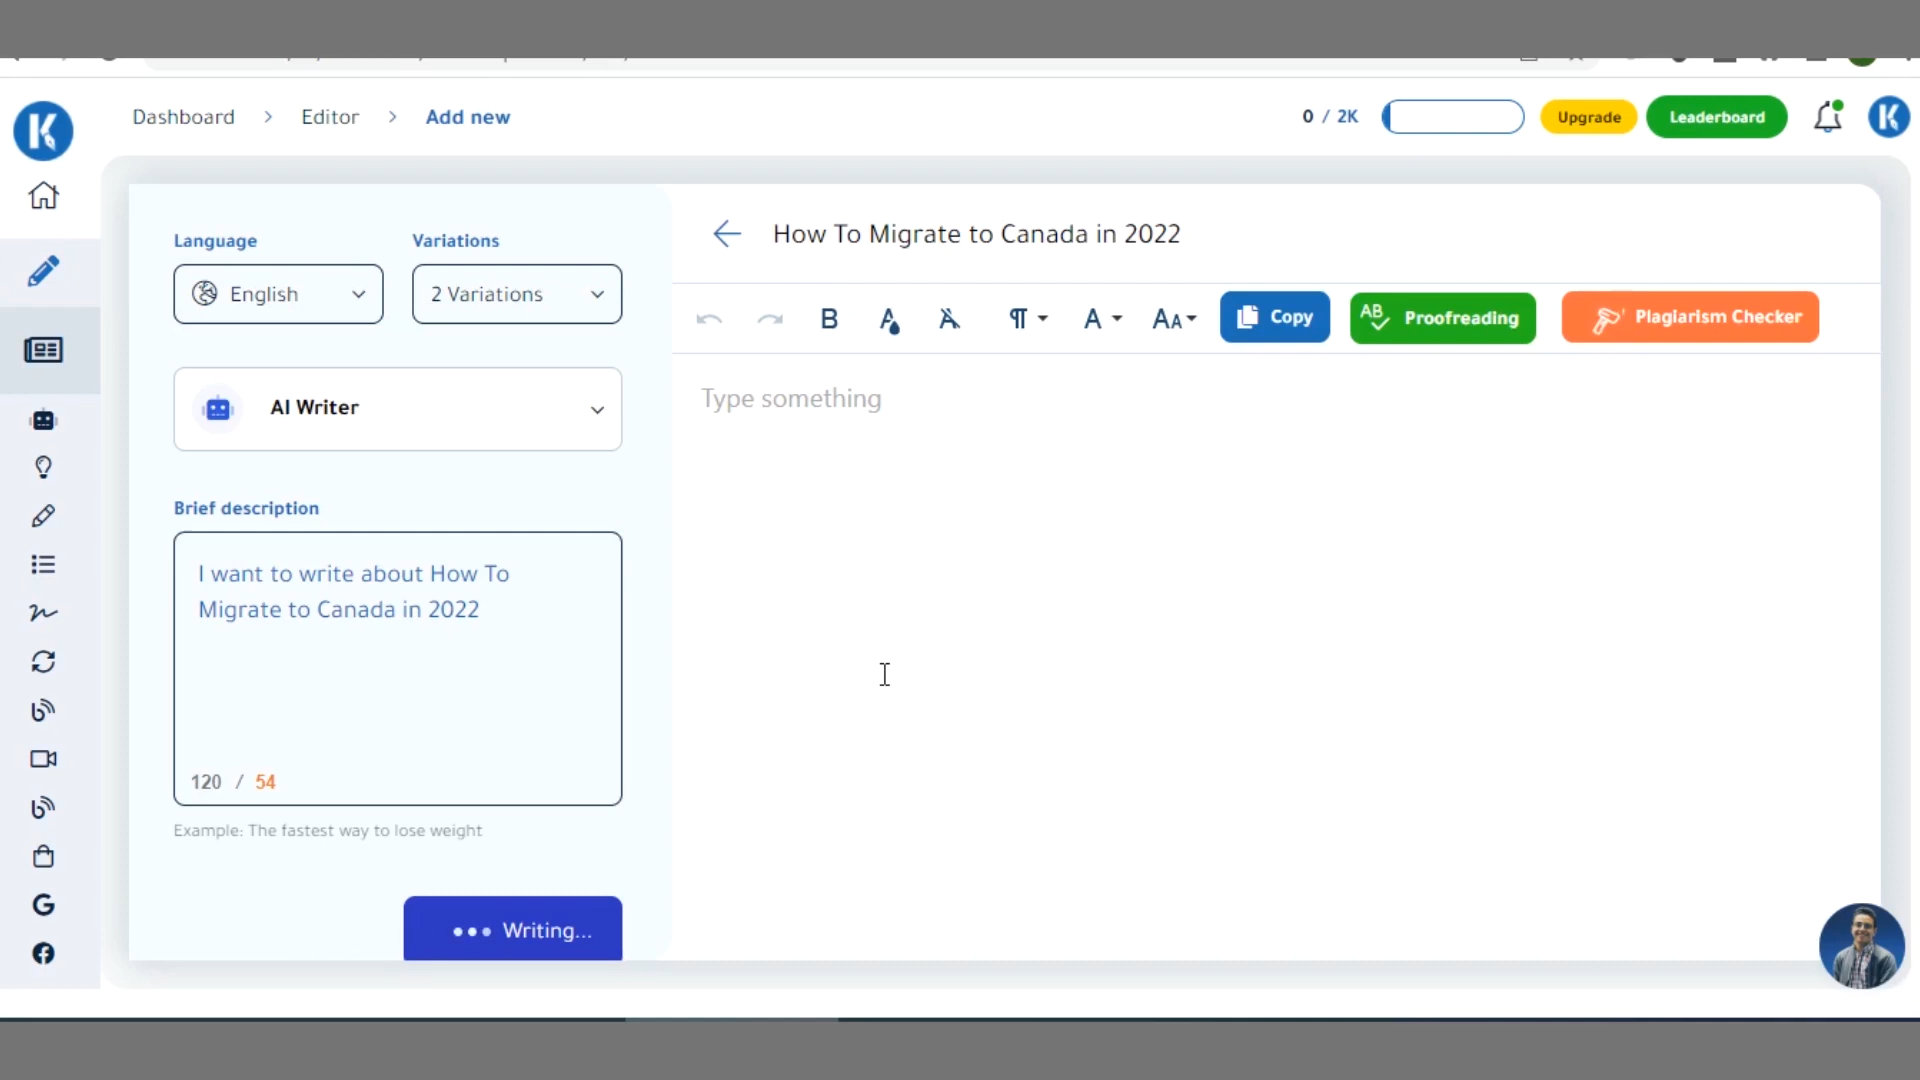 Dashboard > Editor > Add new
0 / 2K
Upgrade
Leaderboard
Language
Variations
English
2 Variations
AI Writer
Brief description
I want to write about How To
Migrate to Canada in 2022
120 / 54
Example: The fastest way to lose weight
Writing...
How To Migrate to Canada in 2022
Copy
Proofreading
Plagiarism Checker
Type something